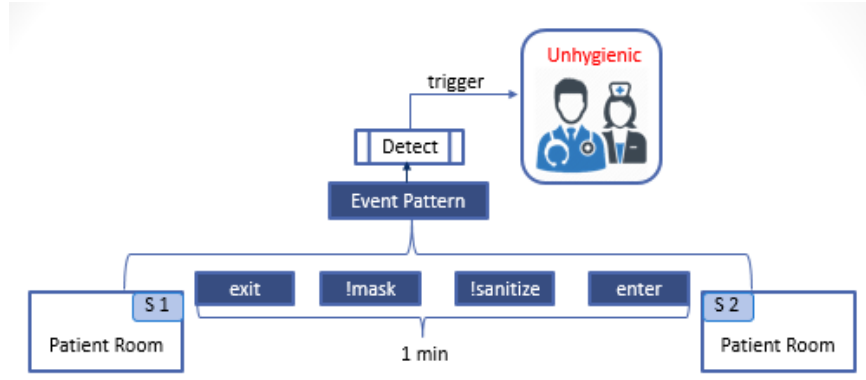 Unhygienic
trigger
Detect
Event Pattern
exit
!mask
!sanitize
enter
S 1
S 2
Patient Room
Patient Room
1 min